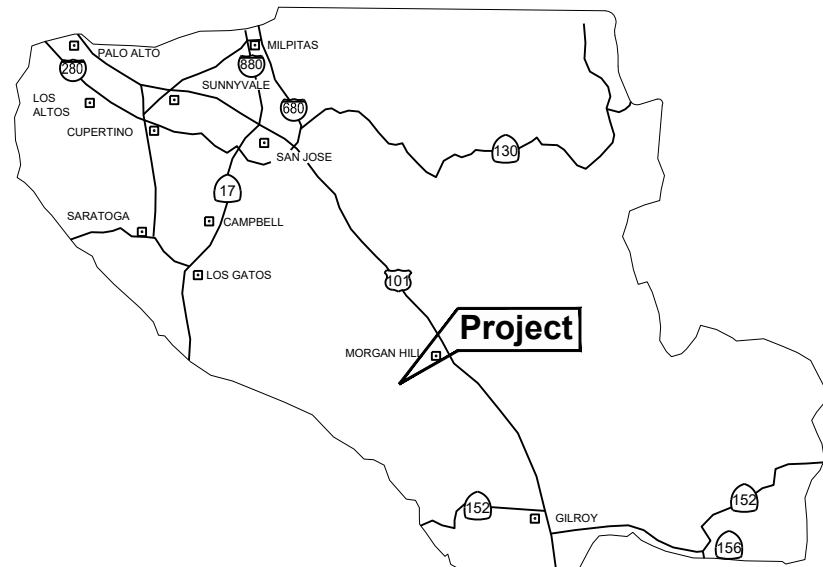 MILPITAS
PALO ALTO
280
880
SUNNYVALE
LOS
ALTOS
680
CUPERTINO
130
SAN JOSE
17
SARATOGA
CAMPBELL
LOS GATOS
101
Project
MORGAN HILL
152
152
GILROY
156